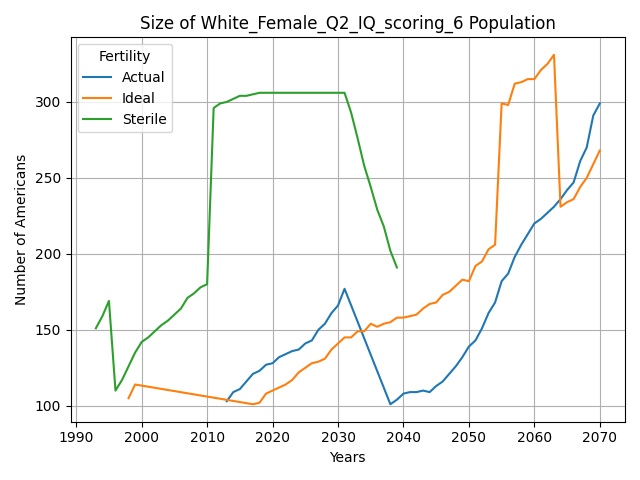 Size of White_Female_Q2_IQ_scoring_6 Population
Fertility
Actual
Ideal
Sterile
Number of Americans
300
250
200
150
100
1990
2000
2010
2020
2030
2040
2050
2060
2070
Years